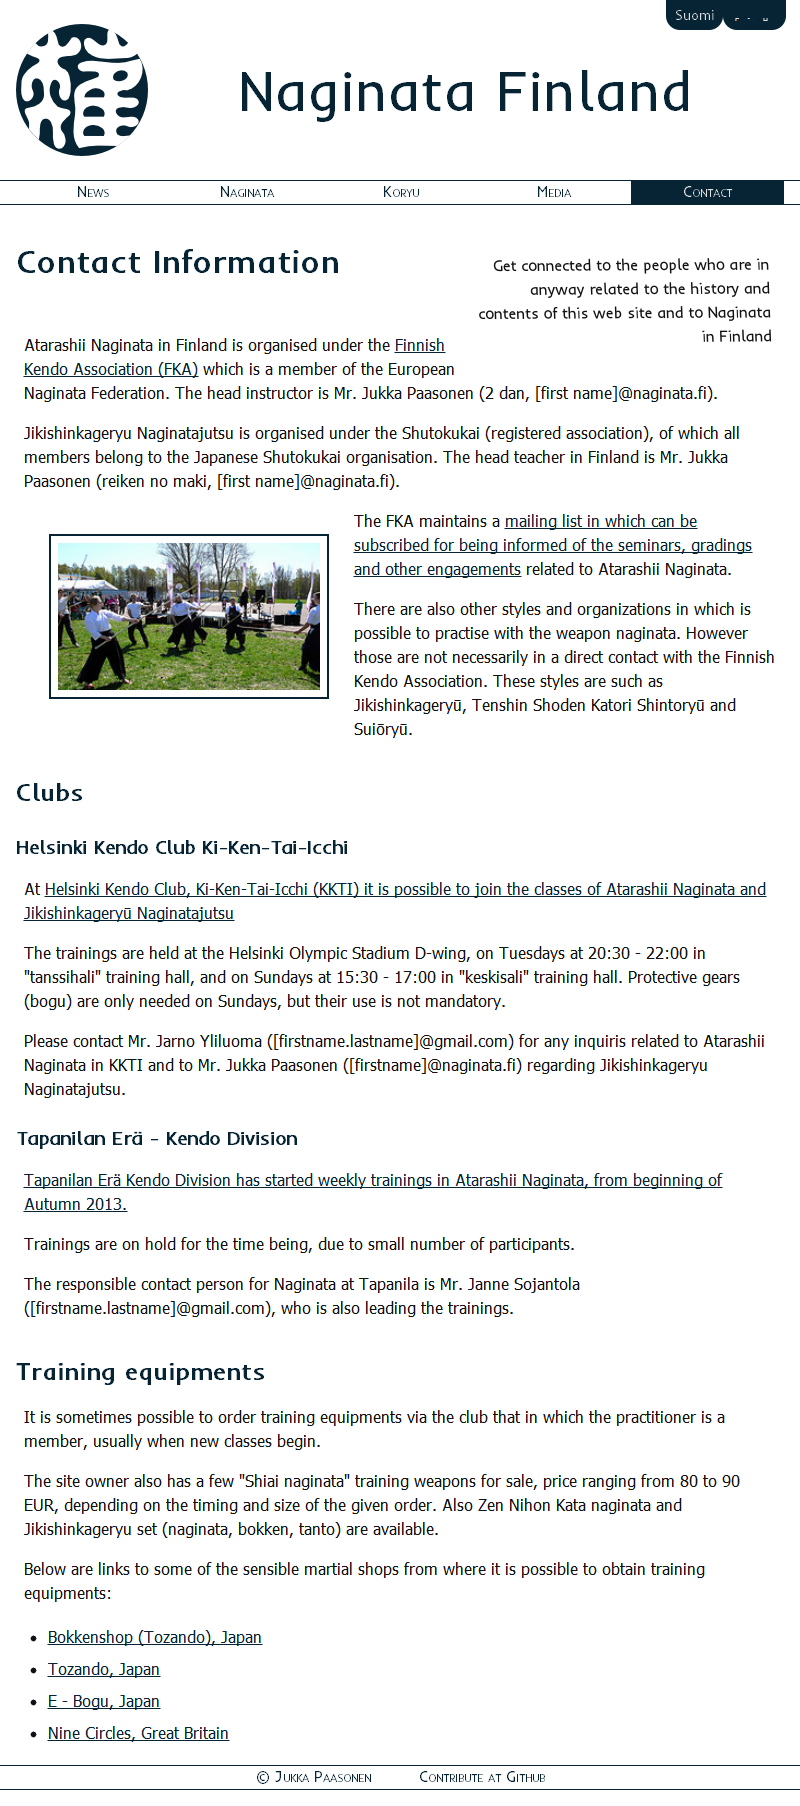 Suomi
Naginata Finland
News Naginata Koryu Media Contact
Contact Information
Get connected to the people who are in
anyway related to the history and
contents of this web site and to Naginata
in Finland
Atarashii Naginata in Finland is organised under the Finnish
Kendo Association (FKA) which is a member of the European
Naginata Federation. The head instructor is Mr. Jukka Paasonen (2 dan, [first name]@naginata.fi).
Jikishinkageryu Naginatajutsu is organised under the Shutokukai (registered association), of which all
members belong to the Japanese Shutokukai organisation. The head teacher in Finland is Mr. Jukka
Paasonen (reiken no maki, [first name]@naginata.fi).
The FKA maintains a mailing list in which can be
subscribed for being informed of the seminars, gradings
and other engagements related to Atarashii Naginata.
There are also other styles and organizations in which is
possible to practise with the weapon naginata. However
those are not necessarily in a direct contact with the Finnish
Kendo Association. These styles are such as
Jikishinkageryū, Tenshin Shoden Katori Shintoryū and
Suiōryū.
Clubs
Helsinki Kendo Club Ki-Ken-Tai-Icchi
At Helsinki Kendo Club, Ki-Ken-Tai-Icchi (KKTI) it is possible to join the classes of Atarashii Naginata and
Jikishinkageryū Naginatajutsu
The trainings are held at the Helsinki Olympic Stadium D-wing, on Tuesdays at 20:30 - 22:00 in
"tanssihali" training hall, and on Sundays at 15:30 - 17:00 in "keskisali" training hall. Protective gears
(bogu) are only needed on Sundays, but their use is not mandatory.
Please contact Mr. Jarno Yliluoma ([firstname.lastname]@gmail.com) for any inquiris related to Atarashii
Naginata in KKTI and to Mr. Jukka Paasonen ([firstname]@naginata.fi) regarding Jikishinkageryu
Naginatajutsu.
Tapanilan Erä - Kendo Division
Tapanilan Erä Kendo Division has started weekly trainings in Atarashii Naginata, from beginning of
Autumn 2013.
Trainings are on hold for the time being, due to small number of participants.
The responsible contact person for Naginata at Tapanila is Mr. Janne Sojantola
([firstname.lastname]@gmail.com), who is also leading the trainings.
Training equipments
It is sometimes possible to order training equipments via the club that in which the practitioner is a
member, usually when new classes begin.
The site owner also has a few "Shiai naginata" training weapons for sale, price ranging from 80 to 90
EUR, depending on the timing and size of the given order. Also Zen Nihon Kata naginata and
Jikishinkageryu set (naginata, bokken, tanto) are available.
Below are links to some of the sensible martial shops from where it is possible to obtain training
equipments:
• Bokkenshop (Tozando), Japan
• Tozando, Japan
• E - Bogu, Japan
• Nine Circles, Great Britain
© Jukka Paasonen Contribute at Github